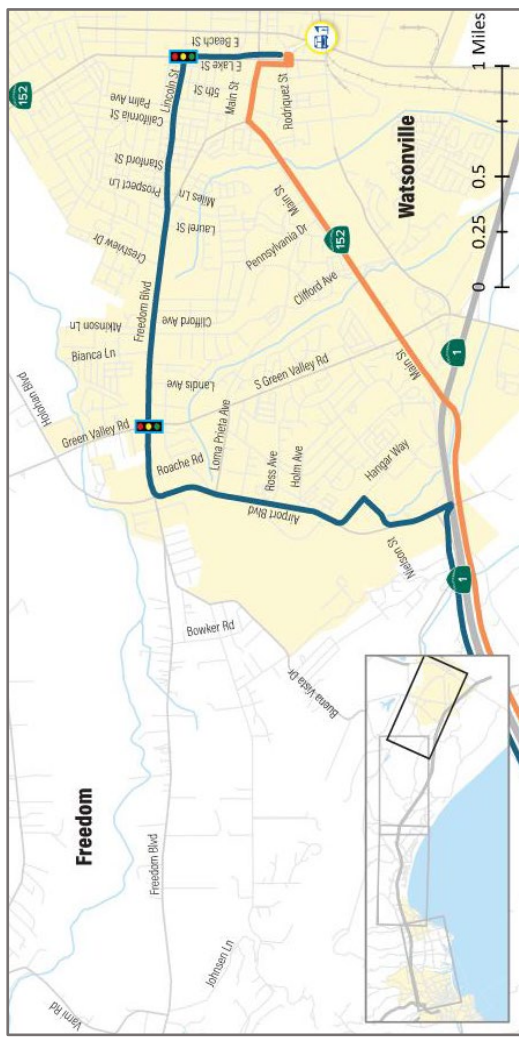 152
E Beach St
E Lake St
Lincoln St
5th St
Main St
Rodriquez St
Palm Ave
California St
Stanford St
Prospect Ln
Miles Ln
Laurel St
Main St
Pennsylvania Dr
152
Watsonville
Crestview Dr
Freedom Blvd
Clifford Ave
Clifford Ave
Atkinson Ln
Bianca Ln
Landis Ave
S Green Valley Rd
Main St
1
Holohan Blvd
Green Valley Rd
Roache Rd
Loma Prieta Ave
Ross Ave
Holm Ave
Hangar Way
Airport Blvd
Nielson St
1
Bowker Rd
Buena Vista Dr
Freedom
Freedom Blvd
Johnsen Ln
Varni Rd
0 0.25 0.5 1 Miles